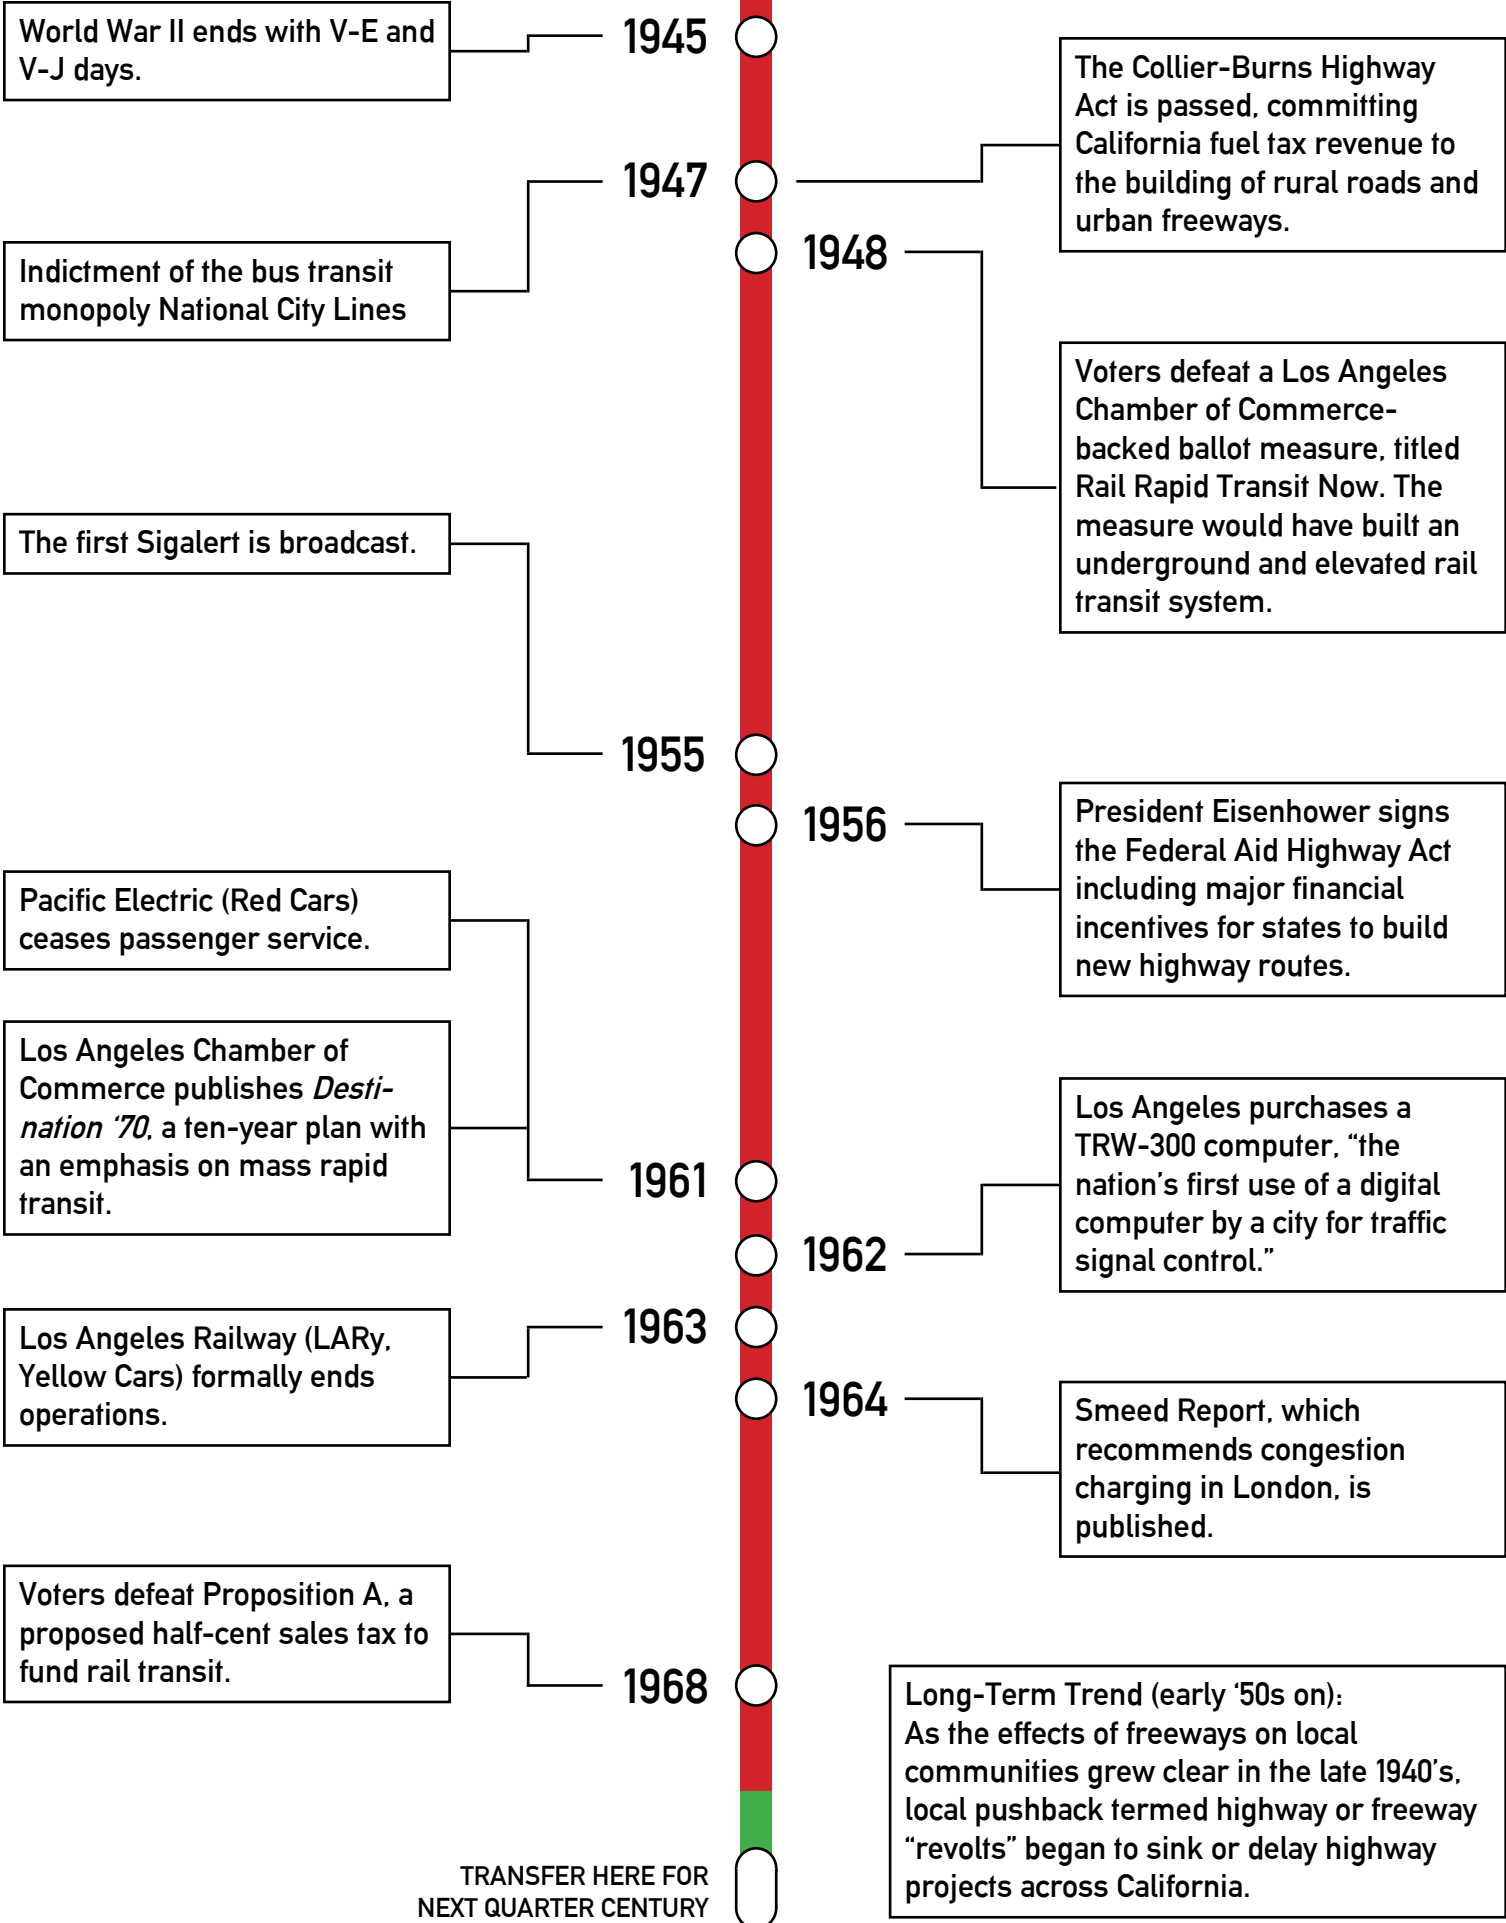 World War II ends with V-E and
V-J days.
1945
The Collier-Burns Highway
Act is passed, committing
California fuel tax revenue to
the building of rural roads and
urban freeways.
1947
Indictment of the bus transit
monopoly National City Lines
1948
Voters defeat a Los Angeles
Chamber of Commerce-
backed ballot measure, titled
Rail Rapid Transit Now. The
measure would have built an
underground and elevated rail
transit system.
The first Sigalert is broadcast.
1955
1956
President Eisenhower signs
the Federal Aid Highway Act
including major financial
incentives for states to build
new highway routes.
Pacific Electric (Red Cars)
ceases passenger service.
Los Angeles Chamber of
Commerce publishes Desti-
nation ‘70, a ten-year plan with
an emphasis on mass rapid
transit.
1961
Los Angeles purchases a
TRW-300 computer, “the
nation’s first use of a digital
computer by a city for traffic
signal control.”
1962
Los Angeles Railway (LARy,
Yellow Cars) formally ends
operations.
1963
1964
Smeed Report, which
recommends congestion
charging in London, is
published.
Voters defeat Proposition A, a
proposed half-cent sales tax to
fund rail transit.
1968
Long-Term Trend (early ‘50s on):
As the effects of freeways on local
communities grew clear in the late 1940’s,
local pushback termed highway or freeway
“revolts” began to sink or delay highway
projects across California.
TRANSFER HERE FOR
NEXT QUARTER CENTURY